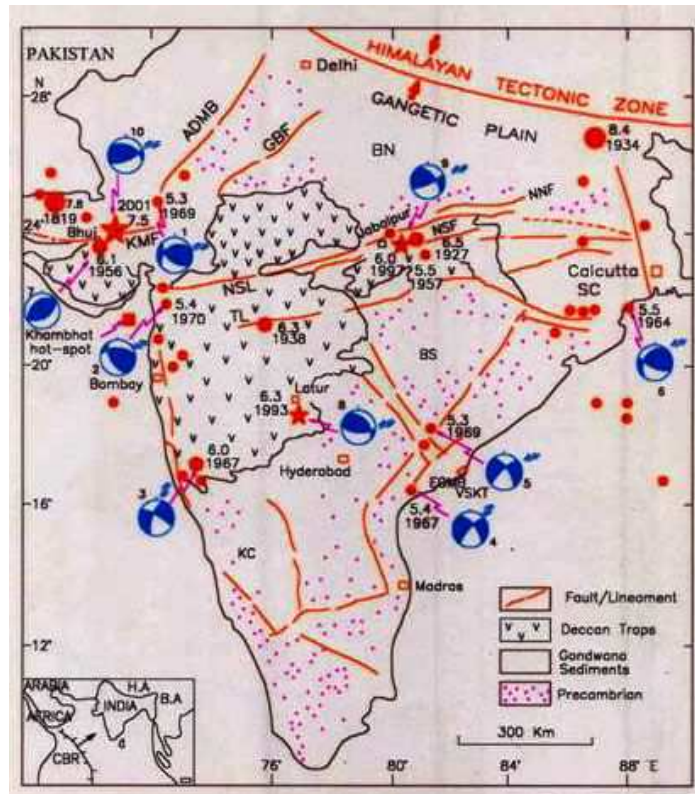 PAKISTAN
N
28°
Delhi
HIMALAYAN TECTONIC ZONE
GANGETIC PLAIN
ADMB
GBF
BN
10
8.4
1934
9
NNF
7.8
1819
24°
2001
7.5
Bhuj
5.3
1969
KMF
1
6.1
1956
7
Jabalpur
NSF
6.5
1927
6.0
1997
5.5
1957
Calcutta
SC
NSL
5.4
1970
TL
6.3
1938
Khambhat
hot-spot
2
Bombay
20
BS
5.5
1964
6
Latur
6.3
1993
8
Hyderabad
5.3
1969
5
EGMB
VSKT
6.0
1967
3
16°
5.4
1967
4
KC
Madras
12°
Fault/Lineament
Deccan Traps
Gondwana
Sediments
Precambrian
300 Km
ARABIA
H.A
INDIA
B.A
AFRICA
CBR
76°
80°
84°
88° E